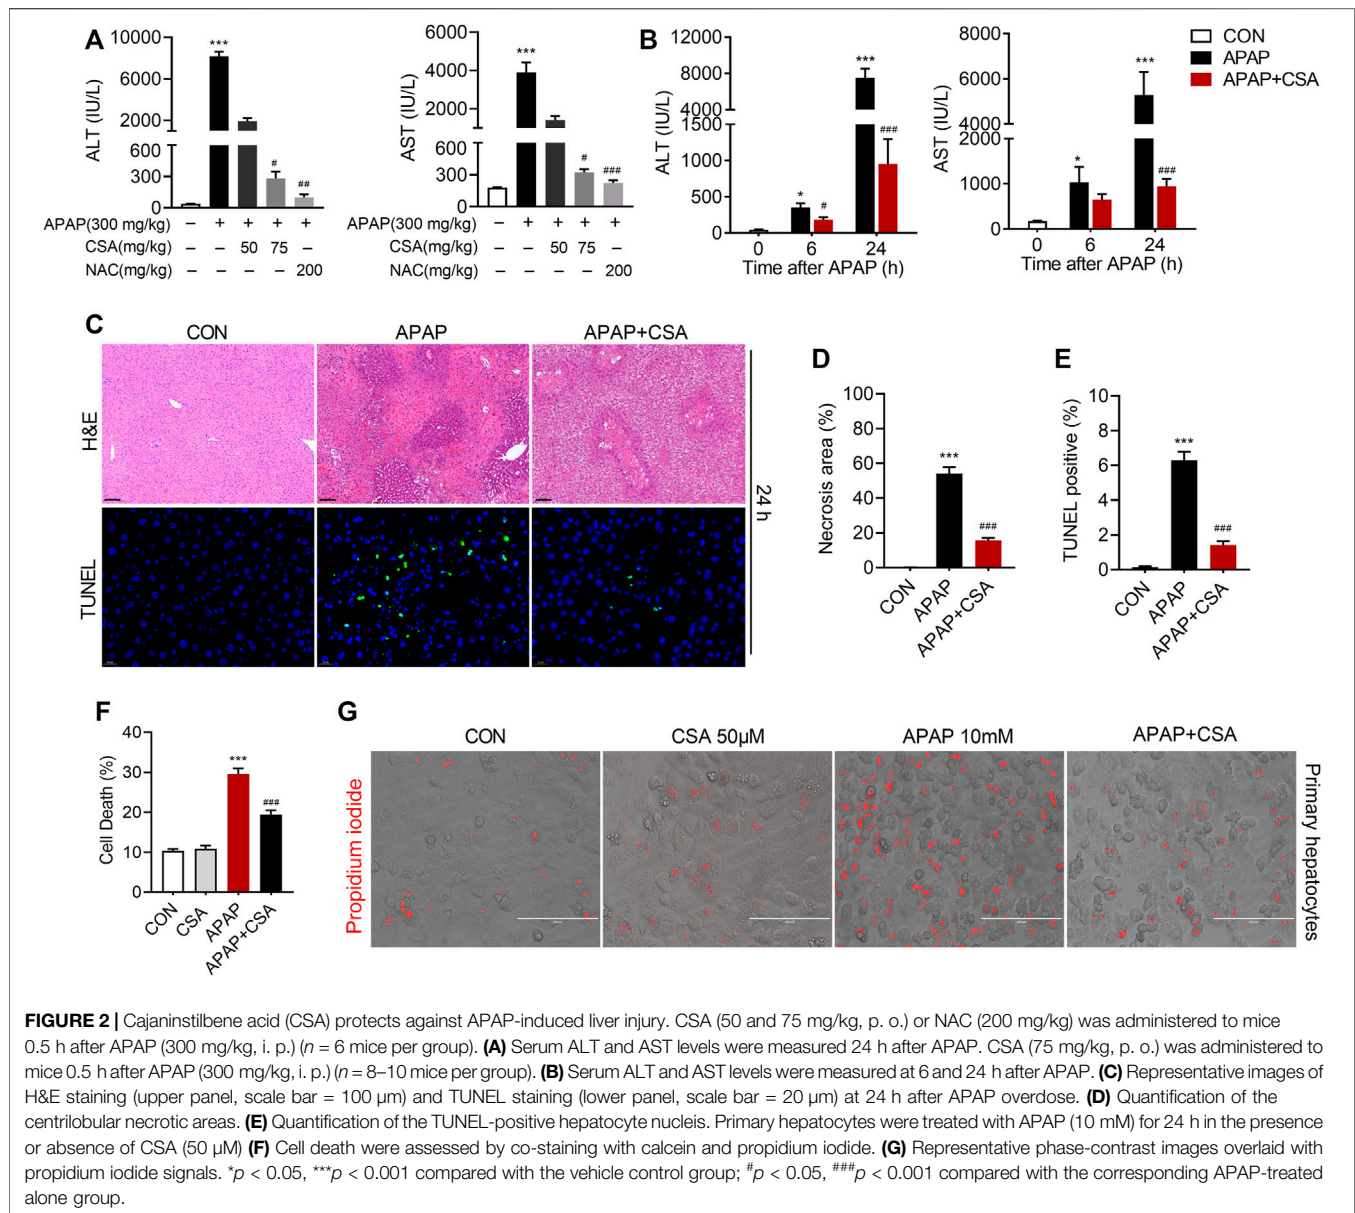 A
10000
8000
6000
4000
2000
600
300
0
ALT (IU/L)
***
#
##
APAP(300 mg/kg) – + + + +
CSA(mg/kg) – – 50 75 –
NAC(mg/kg) – – – – 200
6000
4000
2000
600
400
200
0
AST (IU/L)
***
#
###
– + + + +
APAP(300 mg/kg)
CSA(mg/kg) – – 50 75 –
NAC(mg/kg) – – – – 200
B
12000
8000
4000
1500
1000
500
0
ALT (IU/L)
*
#
***
###
0 6 24
Time after APAP (h)
8000
6000
4000
2000
1000
0
AST (IU/L)
*
***
###
0 6 24
Time after APAP (h)
CON
APAP
APAP+CSA
C
CON APAP APAP+CSA
H&E
TUNEL
24 h
D
100
80
60
40
20
0
Necrosis area (%)
***
###
CON
APAP
APAP+CSA
E
10
8
6
4
2
0
TUNEL positive (%)
***
###
CON
APAP
APAP+CSA
F
40
30
20
10
0
Cell Death (%)
***
###
CON
CSA
APAP
APAP+CSA
G
CON CSA 50μM APAP 10mM APAP+CSA
Propidium iodide
Primary hepatocytes
FIGURE 2 | Cajaninstilbene acid (CSA) protects against APAP-induced liver injury. CSA (50 and 75 mg/kg, p. o.) or NAC (200 mg/kg) was administered to mice
0.5 h after APAP (300 mg/kg, i. p.) (n = 6 mice per group). (A) Serum ALT and AST levels were measured 24 h after APAP. CSA (75 mg/kg, p. o.) was administered to
mice 0.5 h after APAP (300 mg/kg, i. p.) (n = 8–10 mice per group). (B) Serum ALT and AST levels were measured at 6 and 24 h after APAP. (C) Representative images of
H&E staining (upper panel, scale bar = 100 μm) and TUNEL staining (lower panel, scale bar = 20 μm) at 24 h after APAP overdose. (D) Quantification of the
centrilobular necrotic areas. (E) Quantification of the TUNEL-positive hepatocyte nucleis. Primary hepatocytes were treated with APAP (10 mM) for 24 h in the presence
or absence of CSA (50 μM) (F) Cell death were assessed by co-staining with calcein and propidium iodide. (G) Representative phase-contrast images overlaid with
propidium iodide signals. *p < 0.05, ***p < 0.001 compared with the vehicle control group; #p < 0.05, ###p < 0.001 compared with the corresponding APAP-treated
alone group.